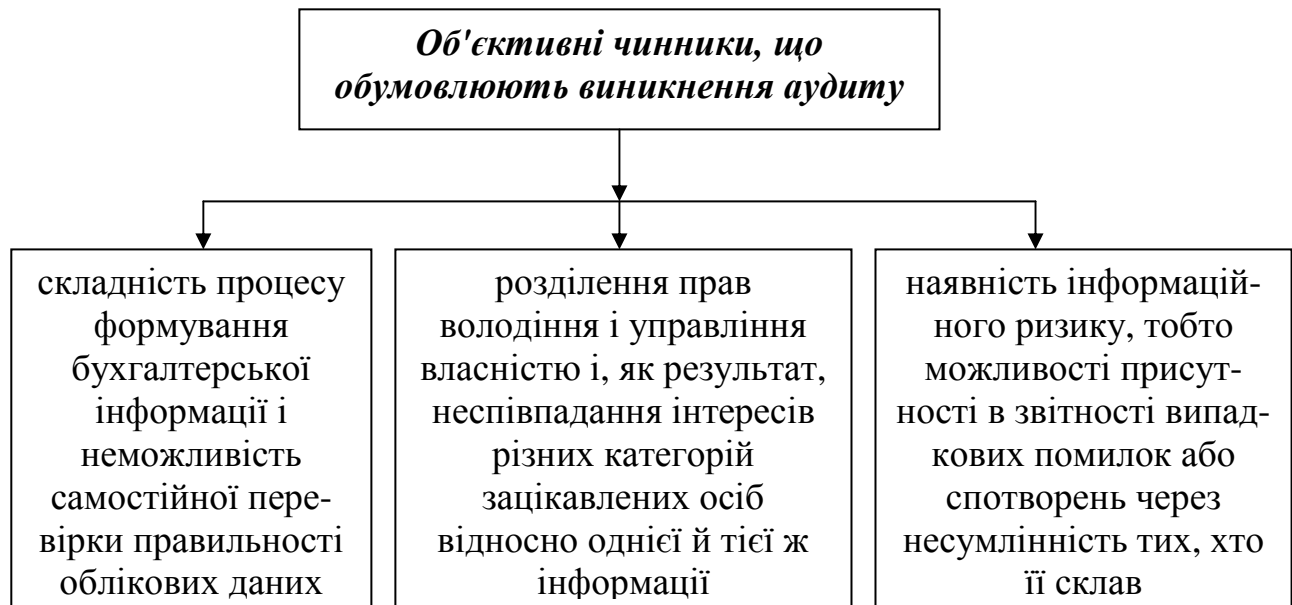 Об'єктивні чинники, що
обумовлюють виникнення аудиту
складність процесу
формування
бухгалтерської
інформації і
неможливість
самостійної пере-
вірки правильності
облікових даних
розділення прав
володіння і управління
власністю і, як результат,
неспівпадання інтересів
різних категорій
зацікавлених осіб
відносно однієї й тієї ж
інформації
наявність інформацій-
ного ризику, тобто
можливості присут-
ності в звітності випад-
кових помилок або
спотворень через
несумлінність тих, хто
її склав